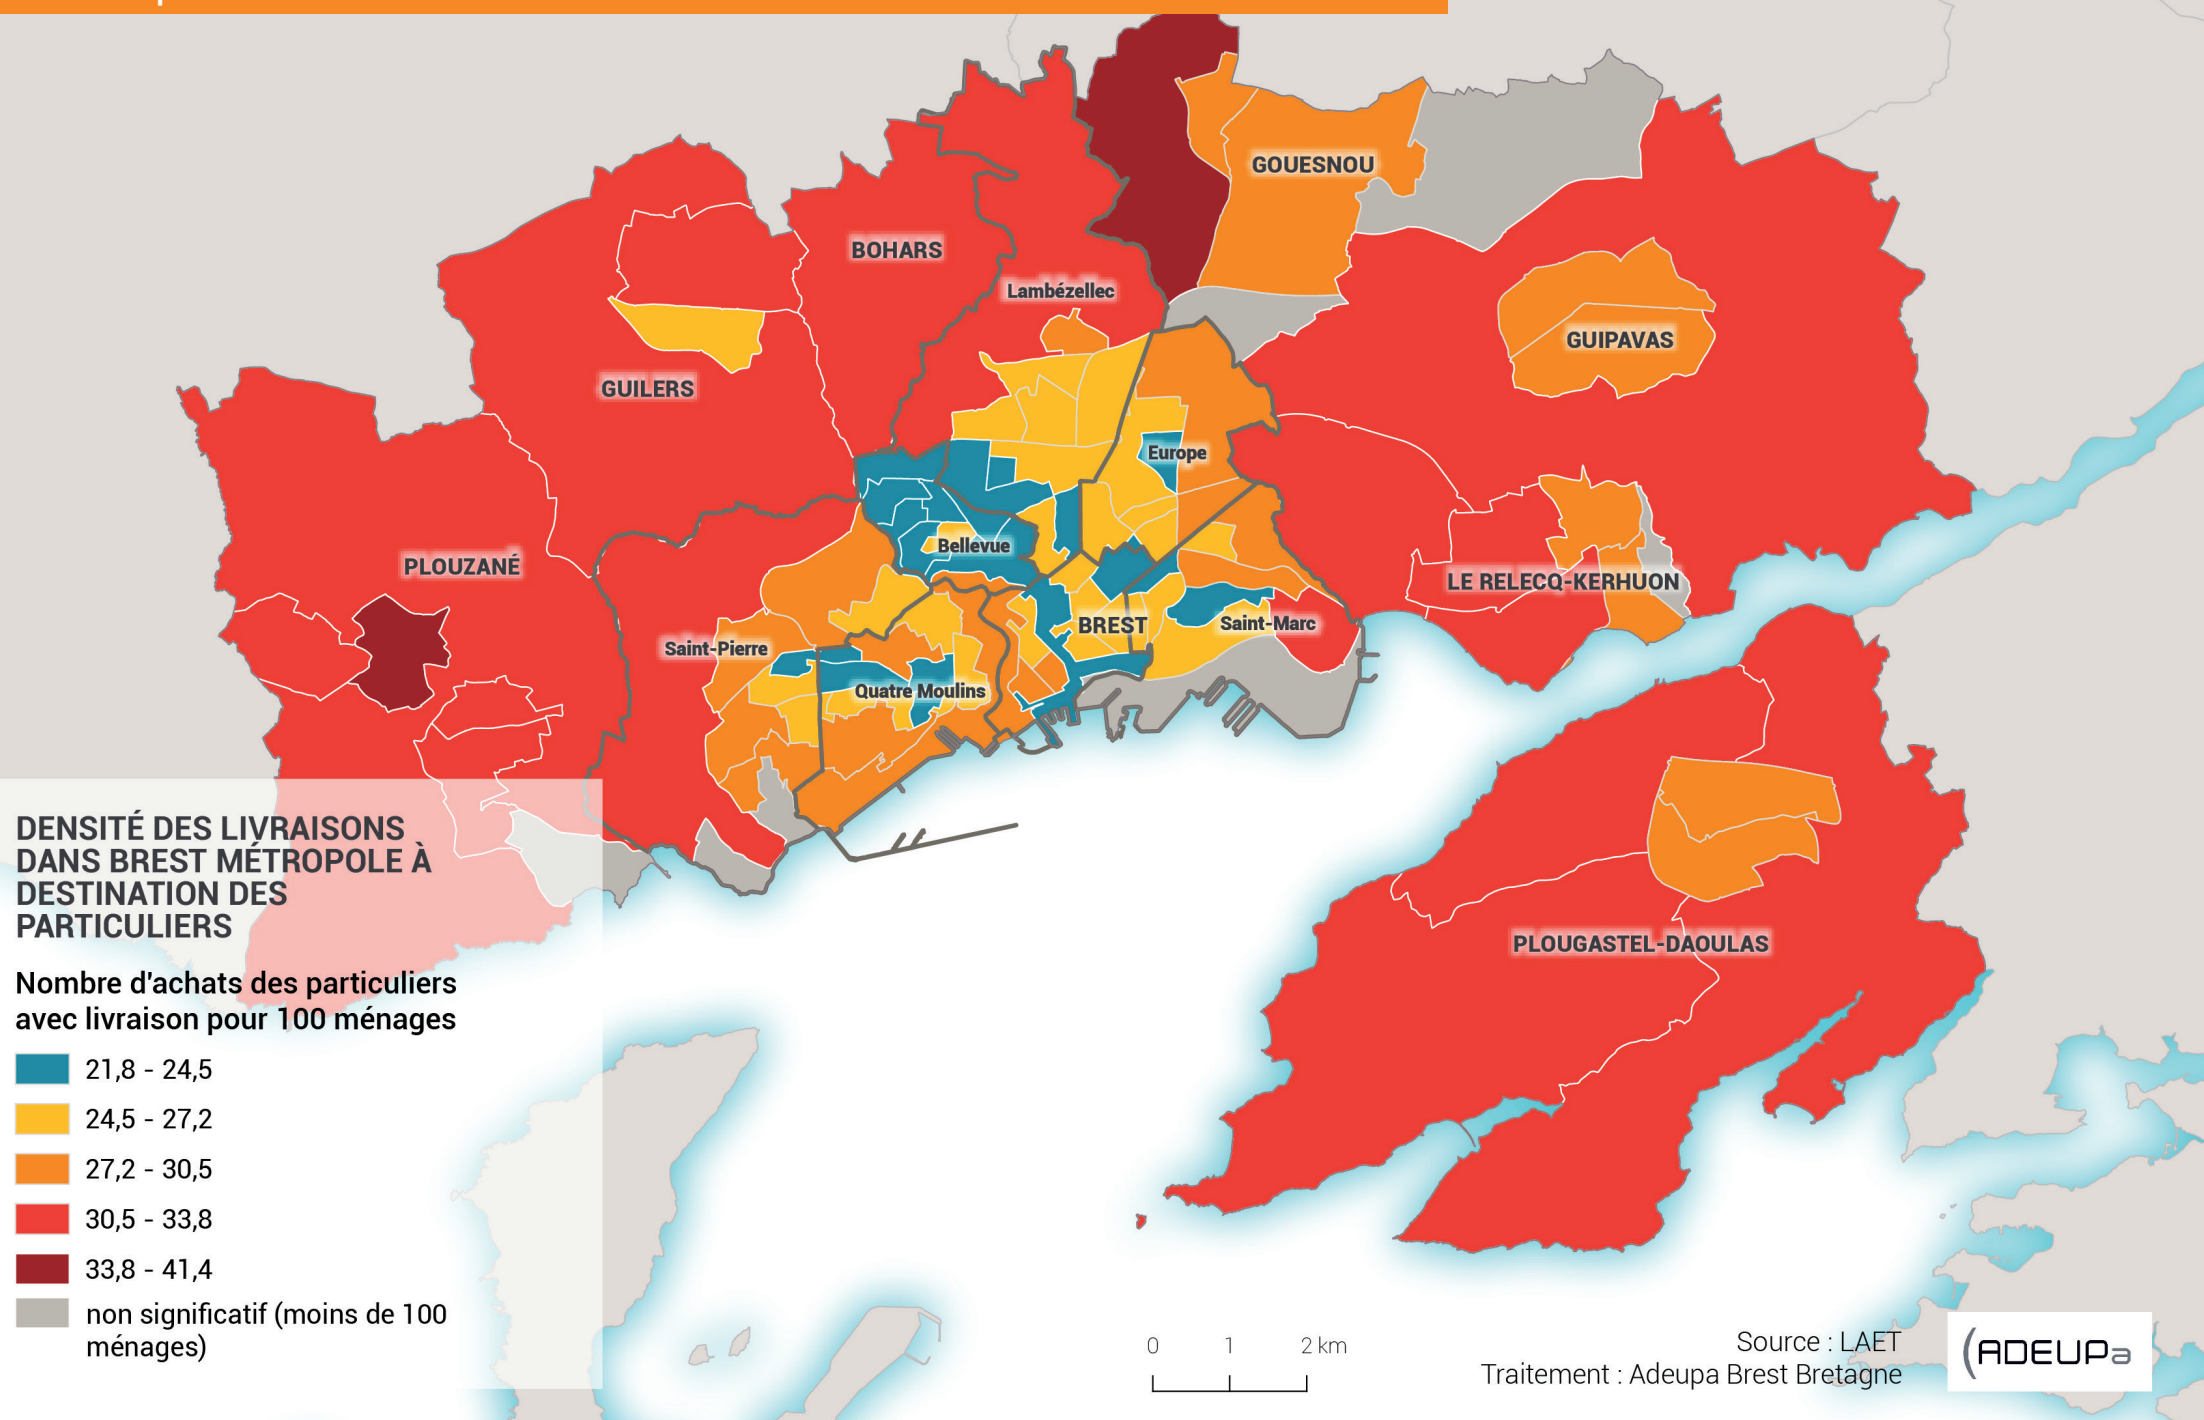 GOUESNOU
BOHARS
Lambézellec
GUIPAVAS
GUILERS
Europe
Bellevue
PLOUZANÉ
LE RELECQ-KERHUON
BREST
Saint-Marc
Saint-Pierre
Quatre Moulins
PLOUGASTEL-DAOULAS
DENSITÉ DES LIVRAISONS
DANS BREST MÉTROPOLE À
DESTINATION DES
PARTICULIERS
Nombre d'achats des particuliers
avec livraison pour 100 ménages
21,8 - 24,5
24,5 - 27,2
27,2 - 30,5
30,5 - 33,8
33,8 - 41,4
non significatif (moins de 100
ménages)
0 1 2 km
Source : LAET
Traitement : Adeupa Brest Bretagne
ADEUPa